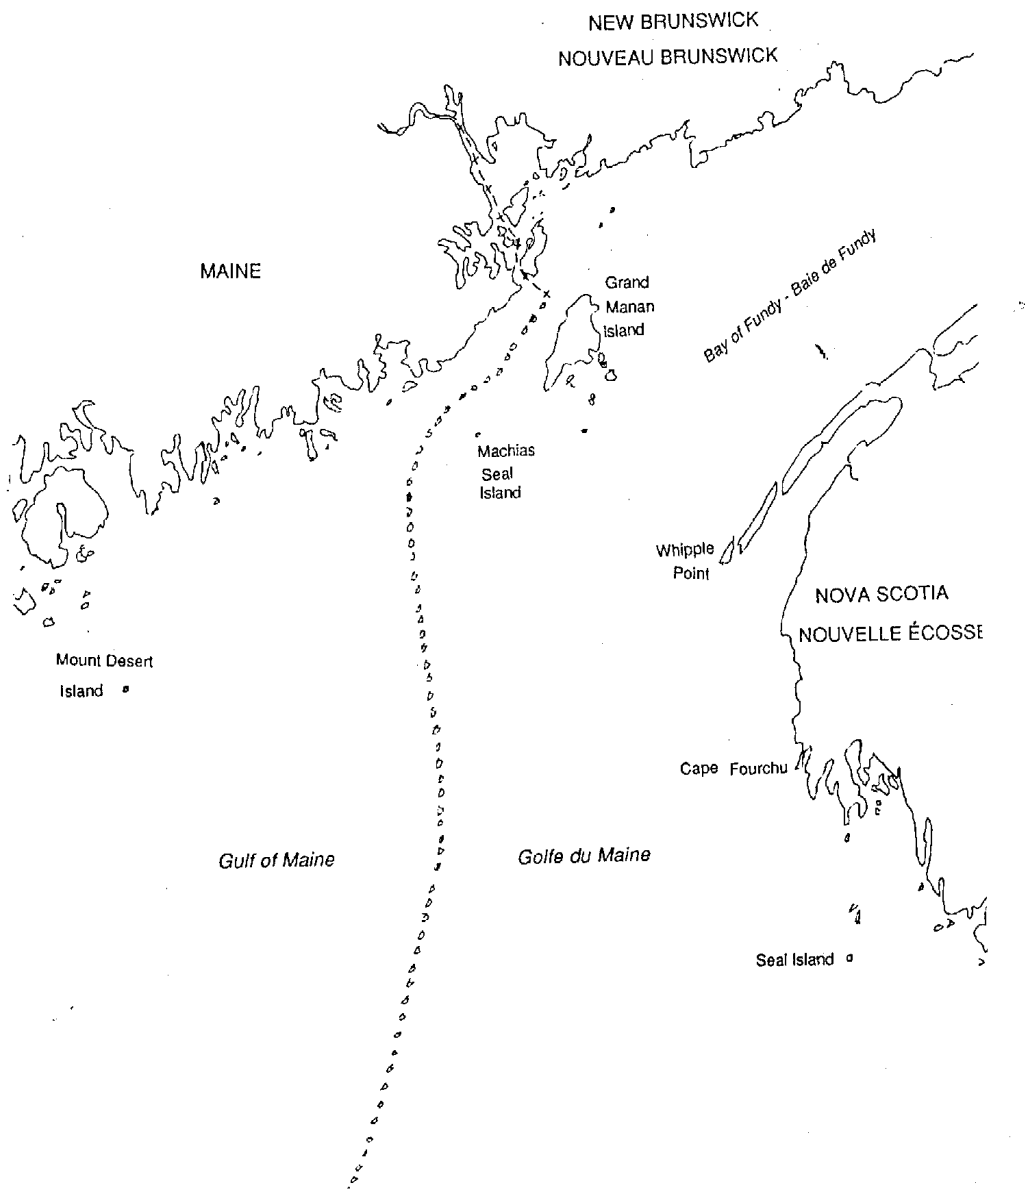 NEW BRUNSWICK
NOUVEAU BRUNSWICK
MAINE
Grand
Manan
Island
Bay of Fundy - Baie de Fundy
Machias
Seal
Island
Whipple
Point
NOVA SCOTIA
NOUVELLE ÉCOSSE
Mount Desert
Island
Cape Fourchu
Gulf of Maine
Golfe du Maine
Seal Island